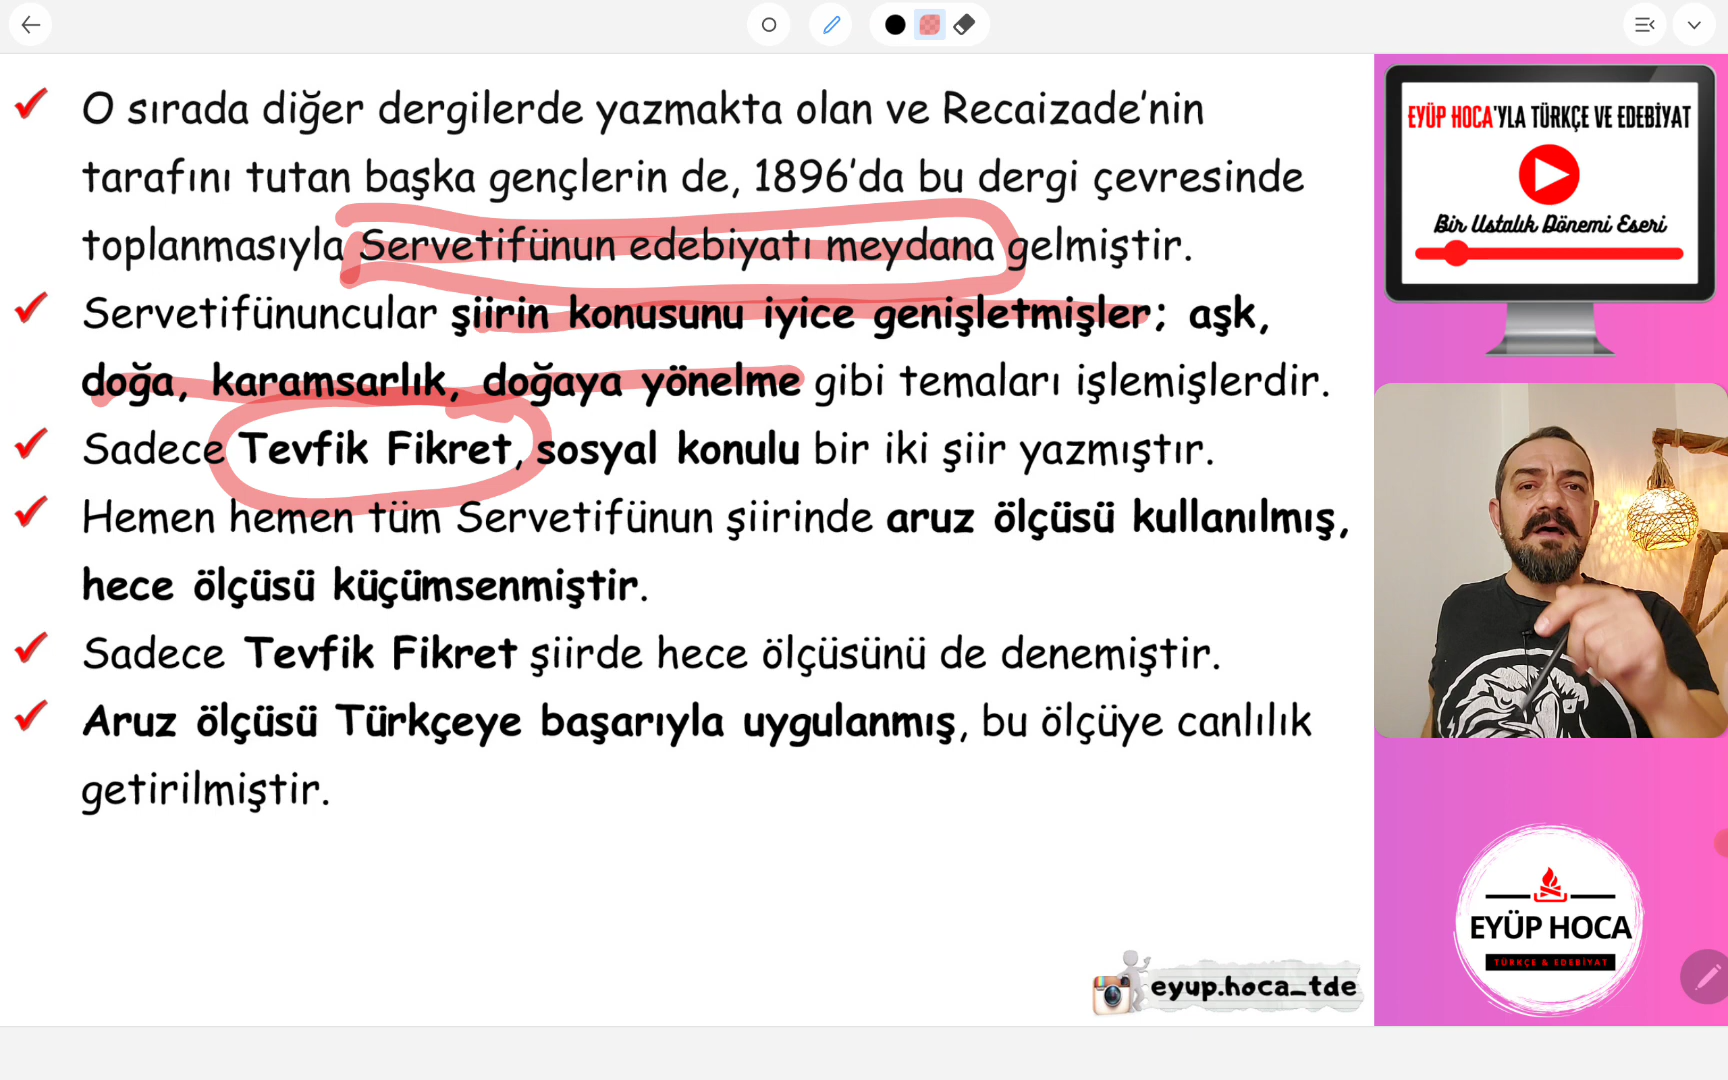 O sırada diğer dergilerde yazmakta olan ve Recaizade’nin
tarafını tutan başka gençlerin de, 1896’da bu dergi çevresinde
toplanmasıyla Servetifünun edebiyatı meydana gelmiştir.
Servetifünuncular şiirin konusunu iyice genişletmişler; aşk,
doğa, karamsarlık, doğaya yönelme gibi temaları işlemişlerdir.
Sadece Tevfik Fikret, sosyal konulu bir iki şiir yazmıştır.
Hemen hemen tüm Servetifünun şiirinde aruz ölçüsü kullanılmış,
hece ölçüsü küçümsenmiştir.
Sadece Tevfik Fikret şiirde hece ölçüsünü de denemiştir.
Aruz ölçüsü Türkçeye başarıyla uygulanmış, bu ölçüye canlılık
getirilmiştir.
eyup.hoca_tde
EYÜP HOCA'YLA TÜRKÇE VE EDEBİYAT
Bir Ustalık Dönemi Eseri
EYÜP HOCA
TÜRKÇE & EDEBİYAT